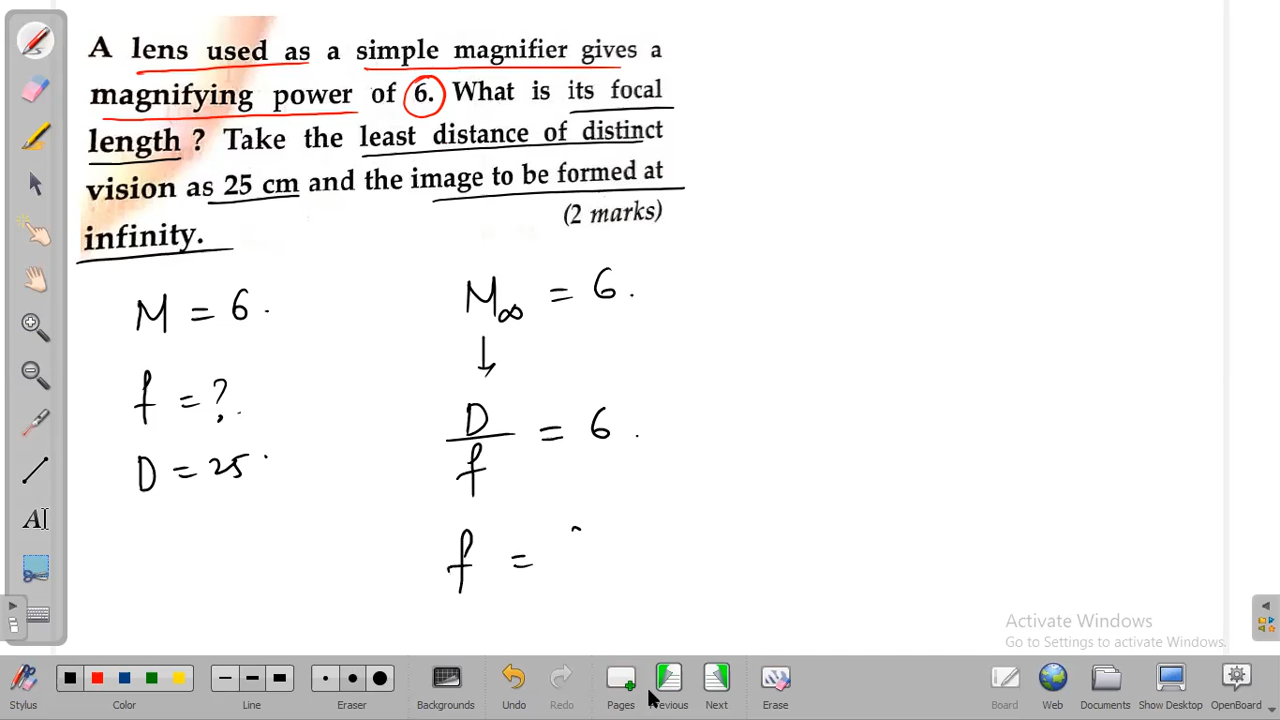 A lens used as a simple magnifier gives a
magnifying power of 6. What is its focal
length ? Take the least distance of distinct
vision as 25 cm and the image to be formed at
(2 marks)
infinity.
M = 6.
M∞ = 6.
↓
f = ?
D/f = 6.
D = 25.
f =
Activate Windows
Go to Settings to activate Windows.
Stylus
Color
Line
Eraser
Backgrounds
Undo
Redo
Pages
Previous
Next
Erase
Board
Web
Documents
Show Desktop
OpenBoard
AI